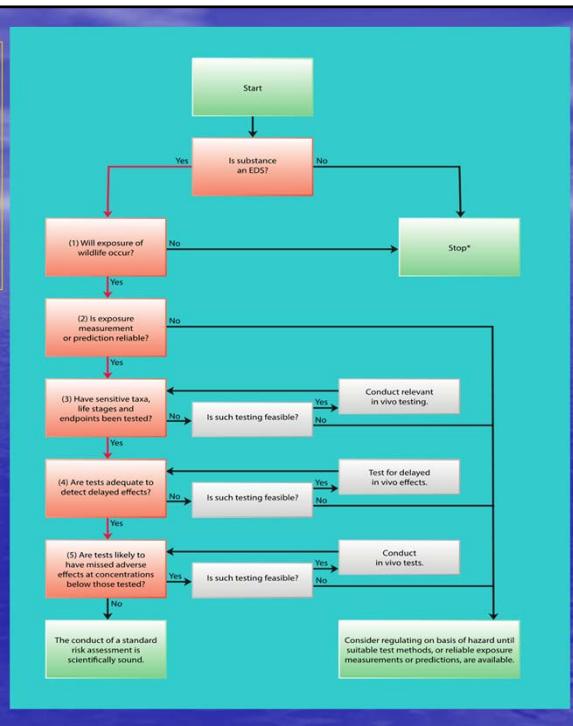 Start
Is substance
an EDS?
Yes
No
(1) Will exposure of
wildlife occur?
No
Stop*
Yes
(2) Is exposure
measurement
or prediction reliable?
No
Yes
(3) Have sensitive taxa,
life stages and
endpoints been tested?
No
Is such testing feasible?
Yes
No
Conduct relevant
in vivo testing.
Yes
(4) Are tests adequate to
detect delayed effects?
No
Is such testing feasible?
Yes
No
Test for delayed
in vivo effects.
Yes
(5) Are tests likely to
have missed adverse
effects at concentrations
below those tested?
Yes
Is such testing feasible?
Yes
No
Conduct
in vivo tests.
No
The conduct of a standard
risk assessment is
scientifically sound.
Consider regulating on basis of hazard until
suitable test methods, or reliable exposure
measurements or predictions, are available.